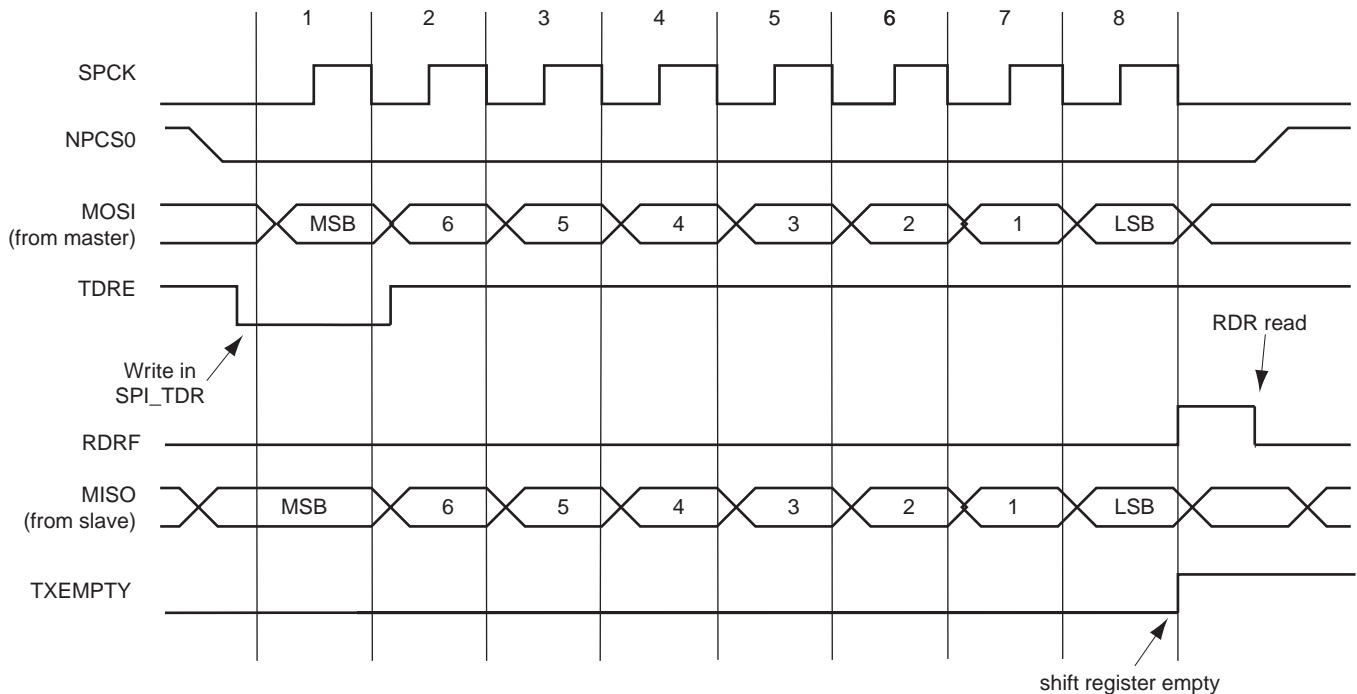 1 2 3 4 5 6 7 8
SPCK
NPCS0
MOSI
(from master)
MSB 6 5 4 3 2 1 LSB
TDRE
Write in
SPI_TDR
RDR read
RDRF
MISO
(from slave)
MSB 6 5 4 3 2 1 LSB
TXEMPTY
shift register empty